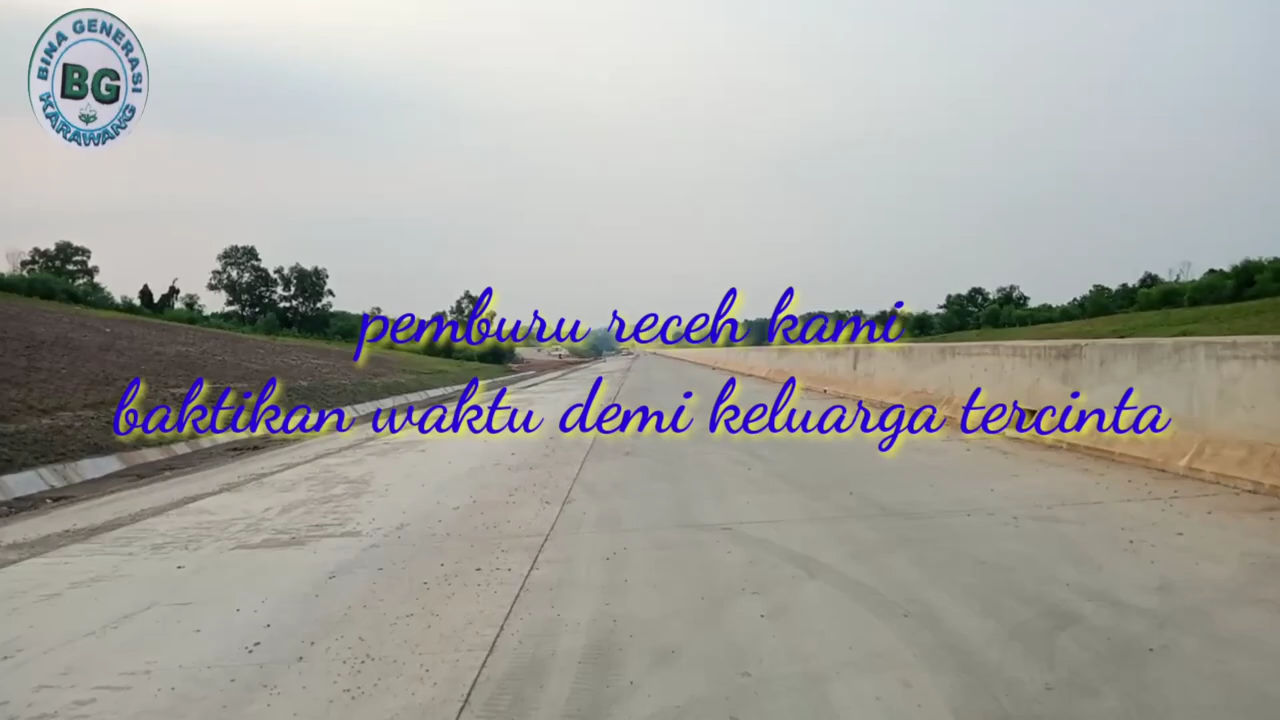 BINA GENERASI
BG
KARAWANG
pemburu receh kami
baktikan waktu demi keluarga tercinta